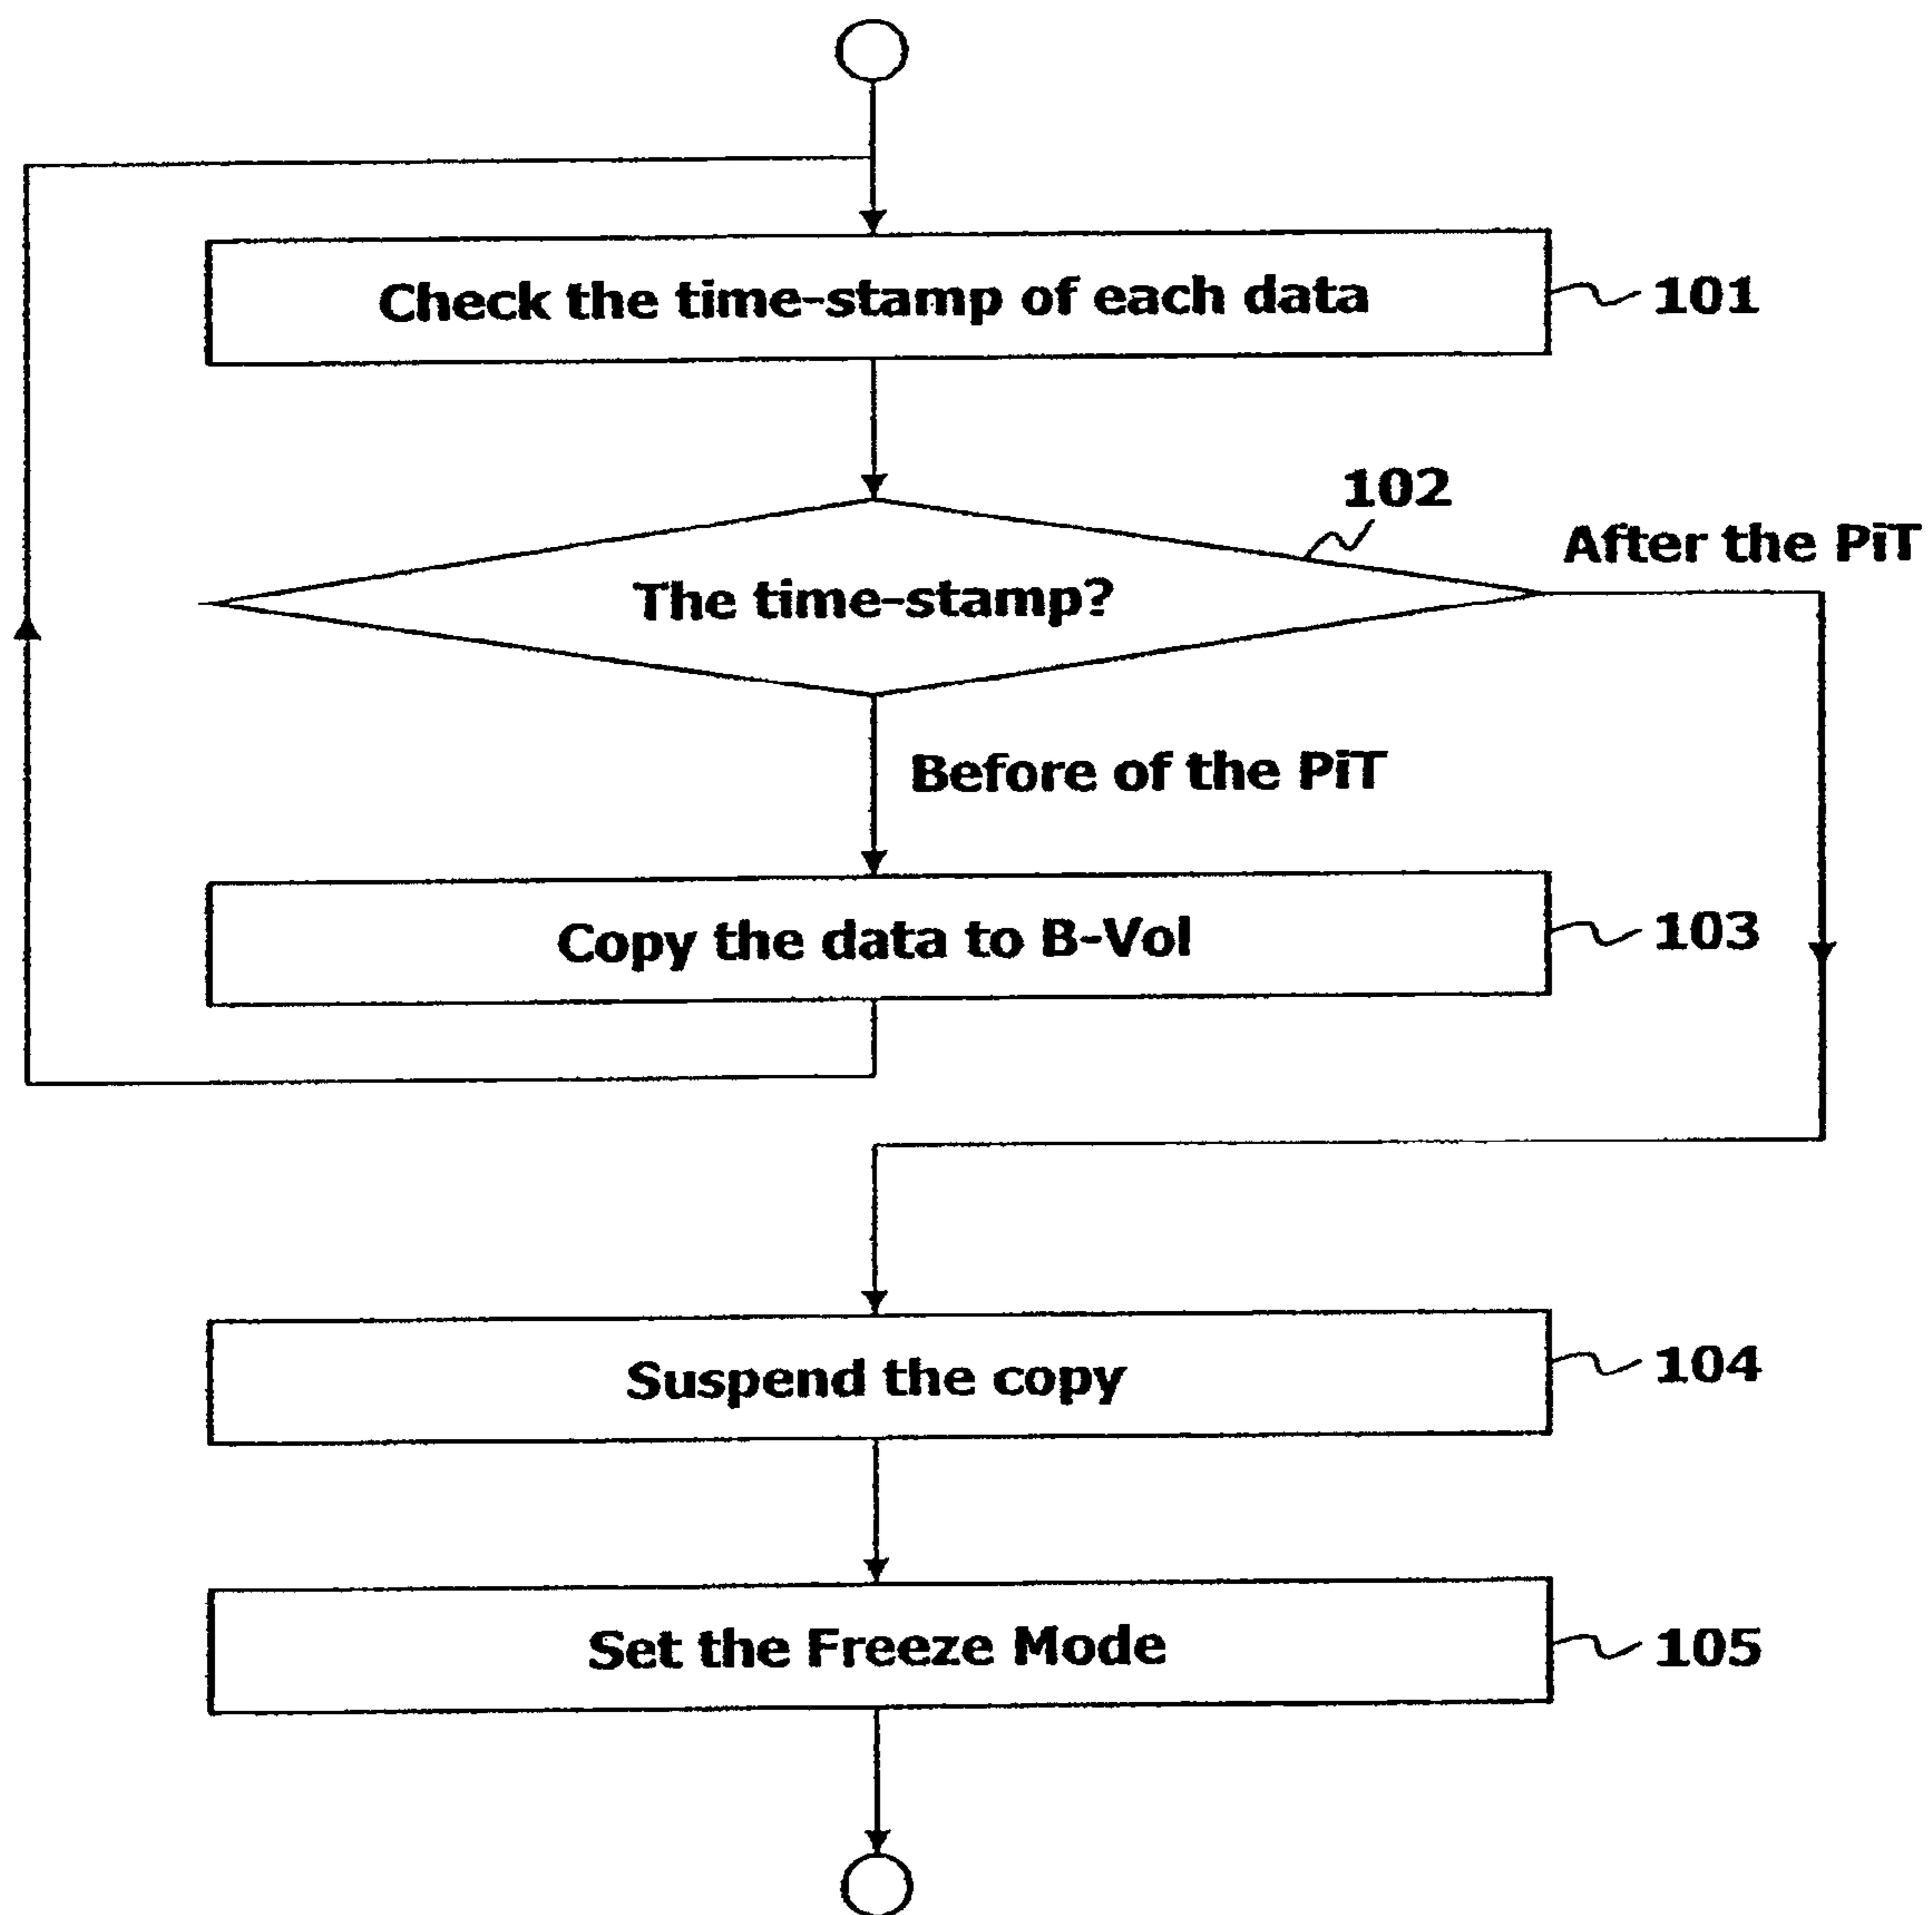 Check the time-stamp of each data
101
102
After the PiT
The time-stamp?
Before of the PiT
Copy the data to B-Vol
103
Suspend the copy
104
Set the Freeze Mode
105